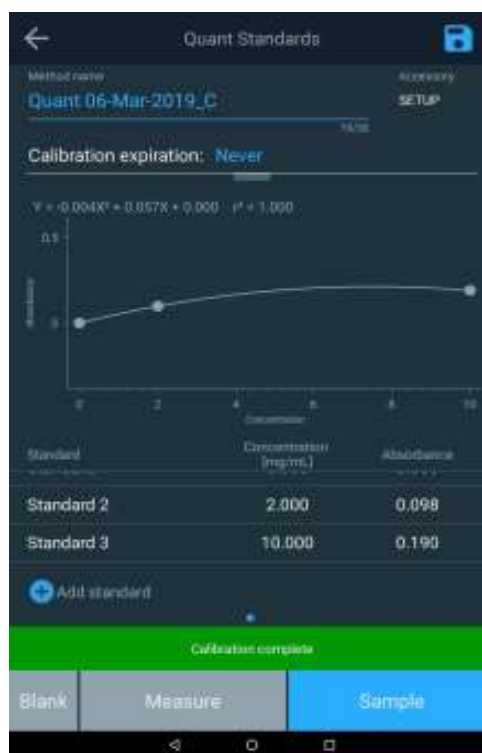 Quant Standards
Method name
Accessory
Quant 06-Mar-2019_C
SETUP
Calibration expiration: Never
Y = -0.004X² + 0.057X + 0.000 r² = 1.000
0.5
Absorbance
0
0 2 4 6 8 10
Concentration
Standard
Concentration [mg/mL]
Absorbance
Standard 2 2.000 0.098
Standard 3 10.000 0.190
Add standard
Calibration complete
Blank
Measure
Sample